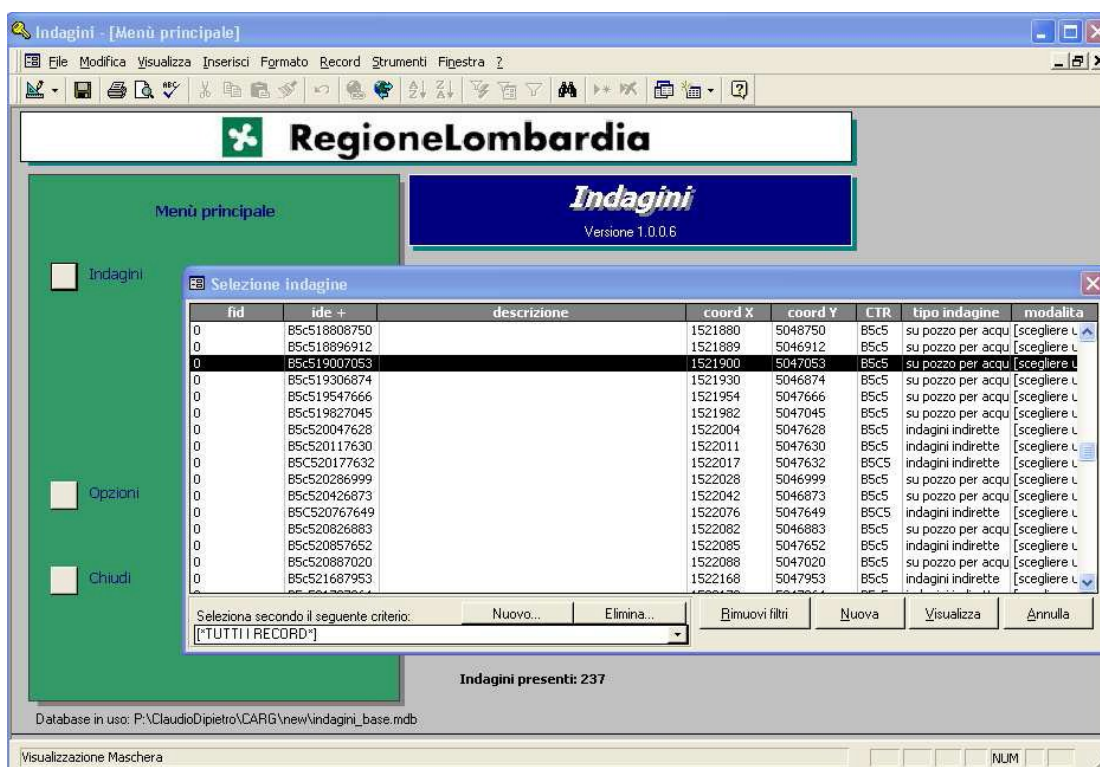 Indagini - [Menù principale]
File Modifica Visualizza Inserisci Formato Record Strumenti Finestra ?
RegioneLombardia
Menù principale
Indagini
Versione 1.0.0.6
Indagini
Selezione indagine
fid ide + descrizione coord X coord Y CTR tipo indagine modalita
0 B5c518808750 1521880 5048750 B5c5 su pozzo per acqu [scegliere u
0 B5c518896912 1521889 5046912 B5c5 su pozzo per acqu [scegliere u
0 B5c519007053 1521900 5047053 B5c5 su pozzo per acqu [scegliere u
0 B5c519306874 1521930 5046874 B5c5 su pozzo per acqu [scegliere u
0 B5c519547666 1521954 5047666 B5c5 su pozzo per acqu [scegliere u
0 B5c519827045 1521982 5047045 B5c5 su pozzo per acqu [scegliere u
0 B5c520047628 1522004 5047628 B5c5 indagini indirette [scegliere u
0 B5c520117630 1522011 5047630 B5c5 indagini indirette [scegliere u
0 B5C520177632 1522017 5047632 B5C5 indagini indirette [scegliere u
0 B5c520286999 1522028 5046999 B5c5 su pozzo per acqu [scegliere u
0 B5c520426873 1522042 5046873 B5c5 su pozzo per acqu [scegliere u
0 B5C520767649 1522076 5047649 B5C5 indagini indirette [scegliere u
0 B5c520826883 1522082 5046883 B5c5 su pozzo per acqu [scegliere u
0 B5c520857652 1522085 5047652 B5c5 indagini indirette [scegliere u
0 B5c520887020 1522088 5047020 B5c5 su pozzo per acqu [scegliere u
0 B5c521687953 1522168 5047953 B5c5 indagini indirette [scegliere u
Opzioni
Chiudi
Seleziona secondo il seguente criterio: Nuovo... Elimina... Rimuovi filtri Nuova Visualizza Annulla
[*TUTTI I RECORD*]
Indagini presenti: 237
Database in uso: P:\ClaudioDipietro\CARG\new\indagini_base.mdb
Visualizzazione Maschera NUM